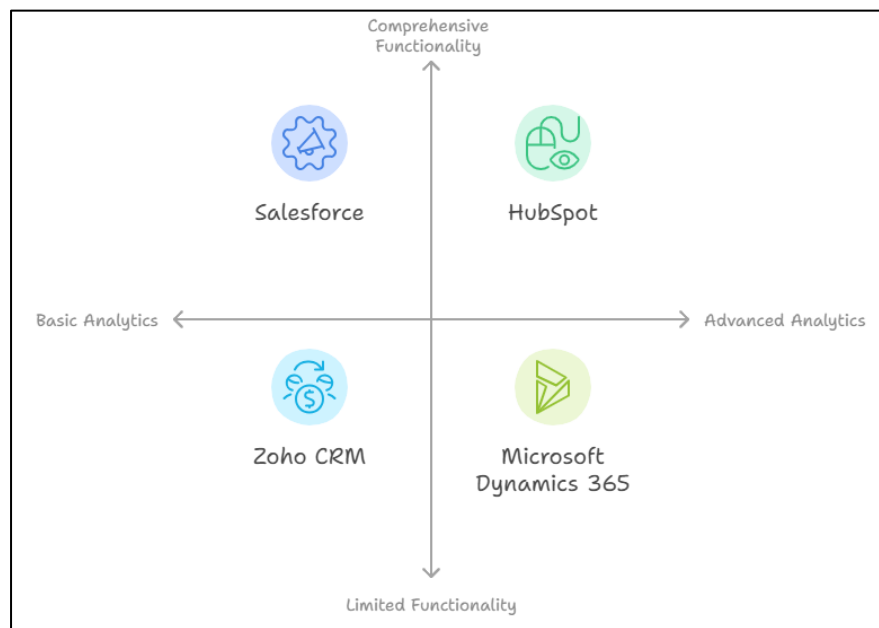 Comprehensive
Functionality
Salesforce
HubSpot
Basic Analytics
Advanced Analytics
$
Zoho CRM
Microsoft
Dynamics 365
Limited Functionality